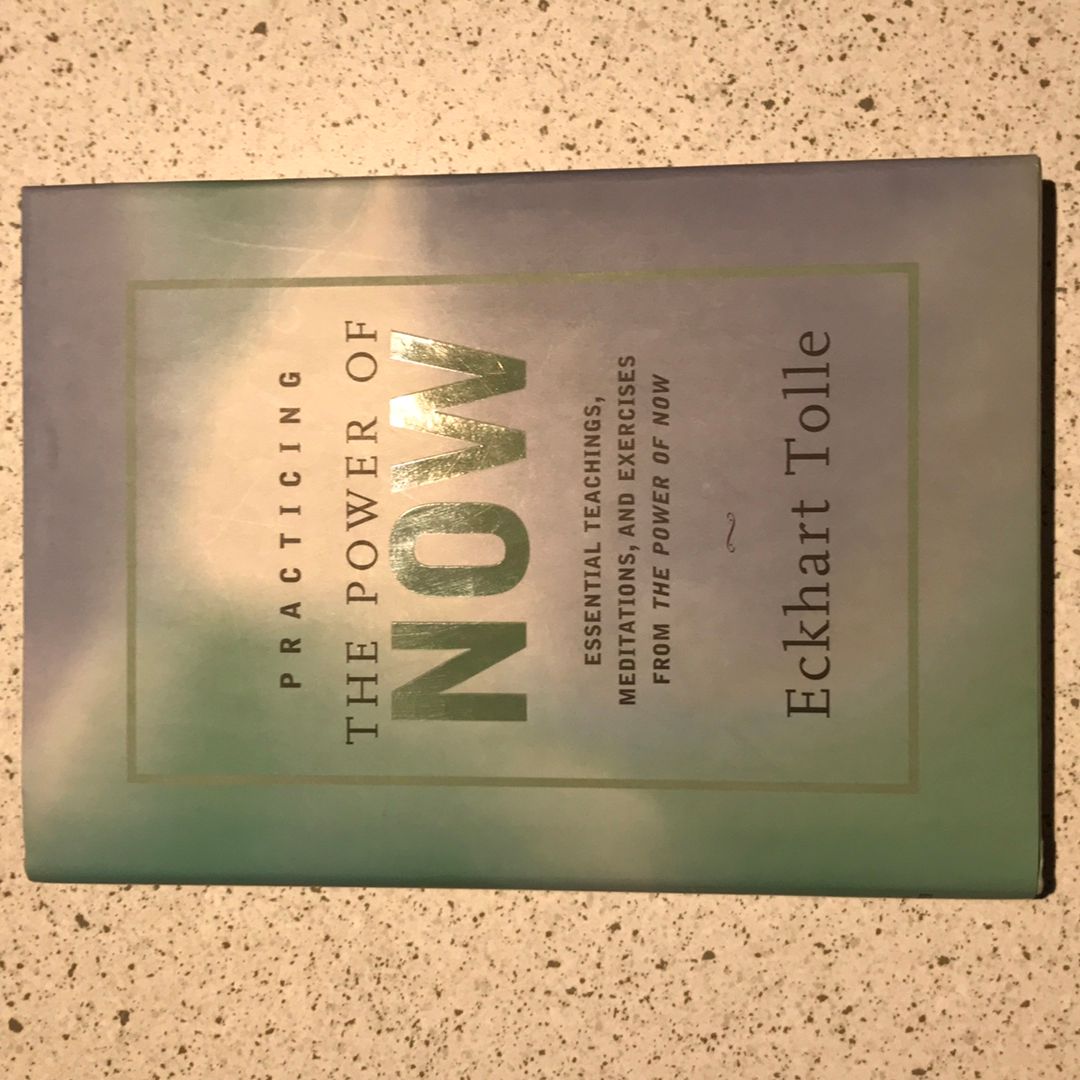 PRACTICING
THE POWER OF
NOW
ESSENTIAL TEACHINGS,
MEDITATIONS, AND EXERCISES
FROM THE POWER OF NOW
Eckhart Tolle